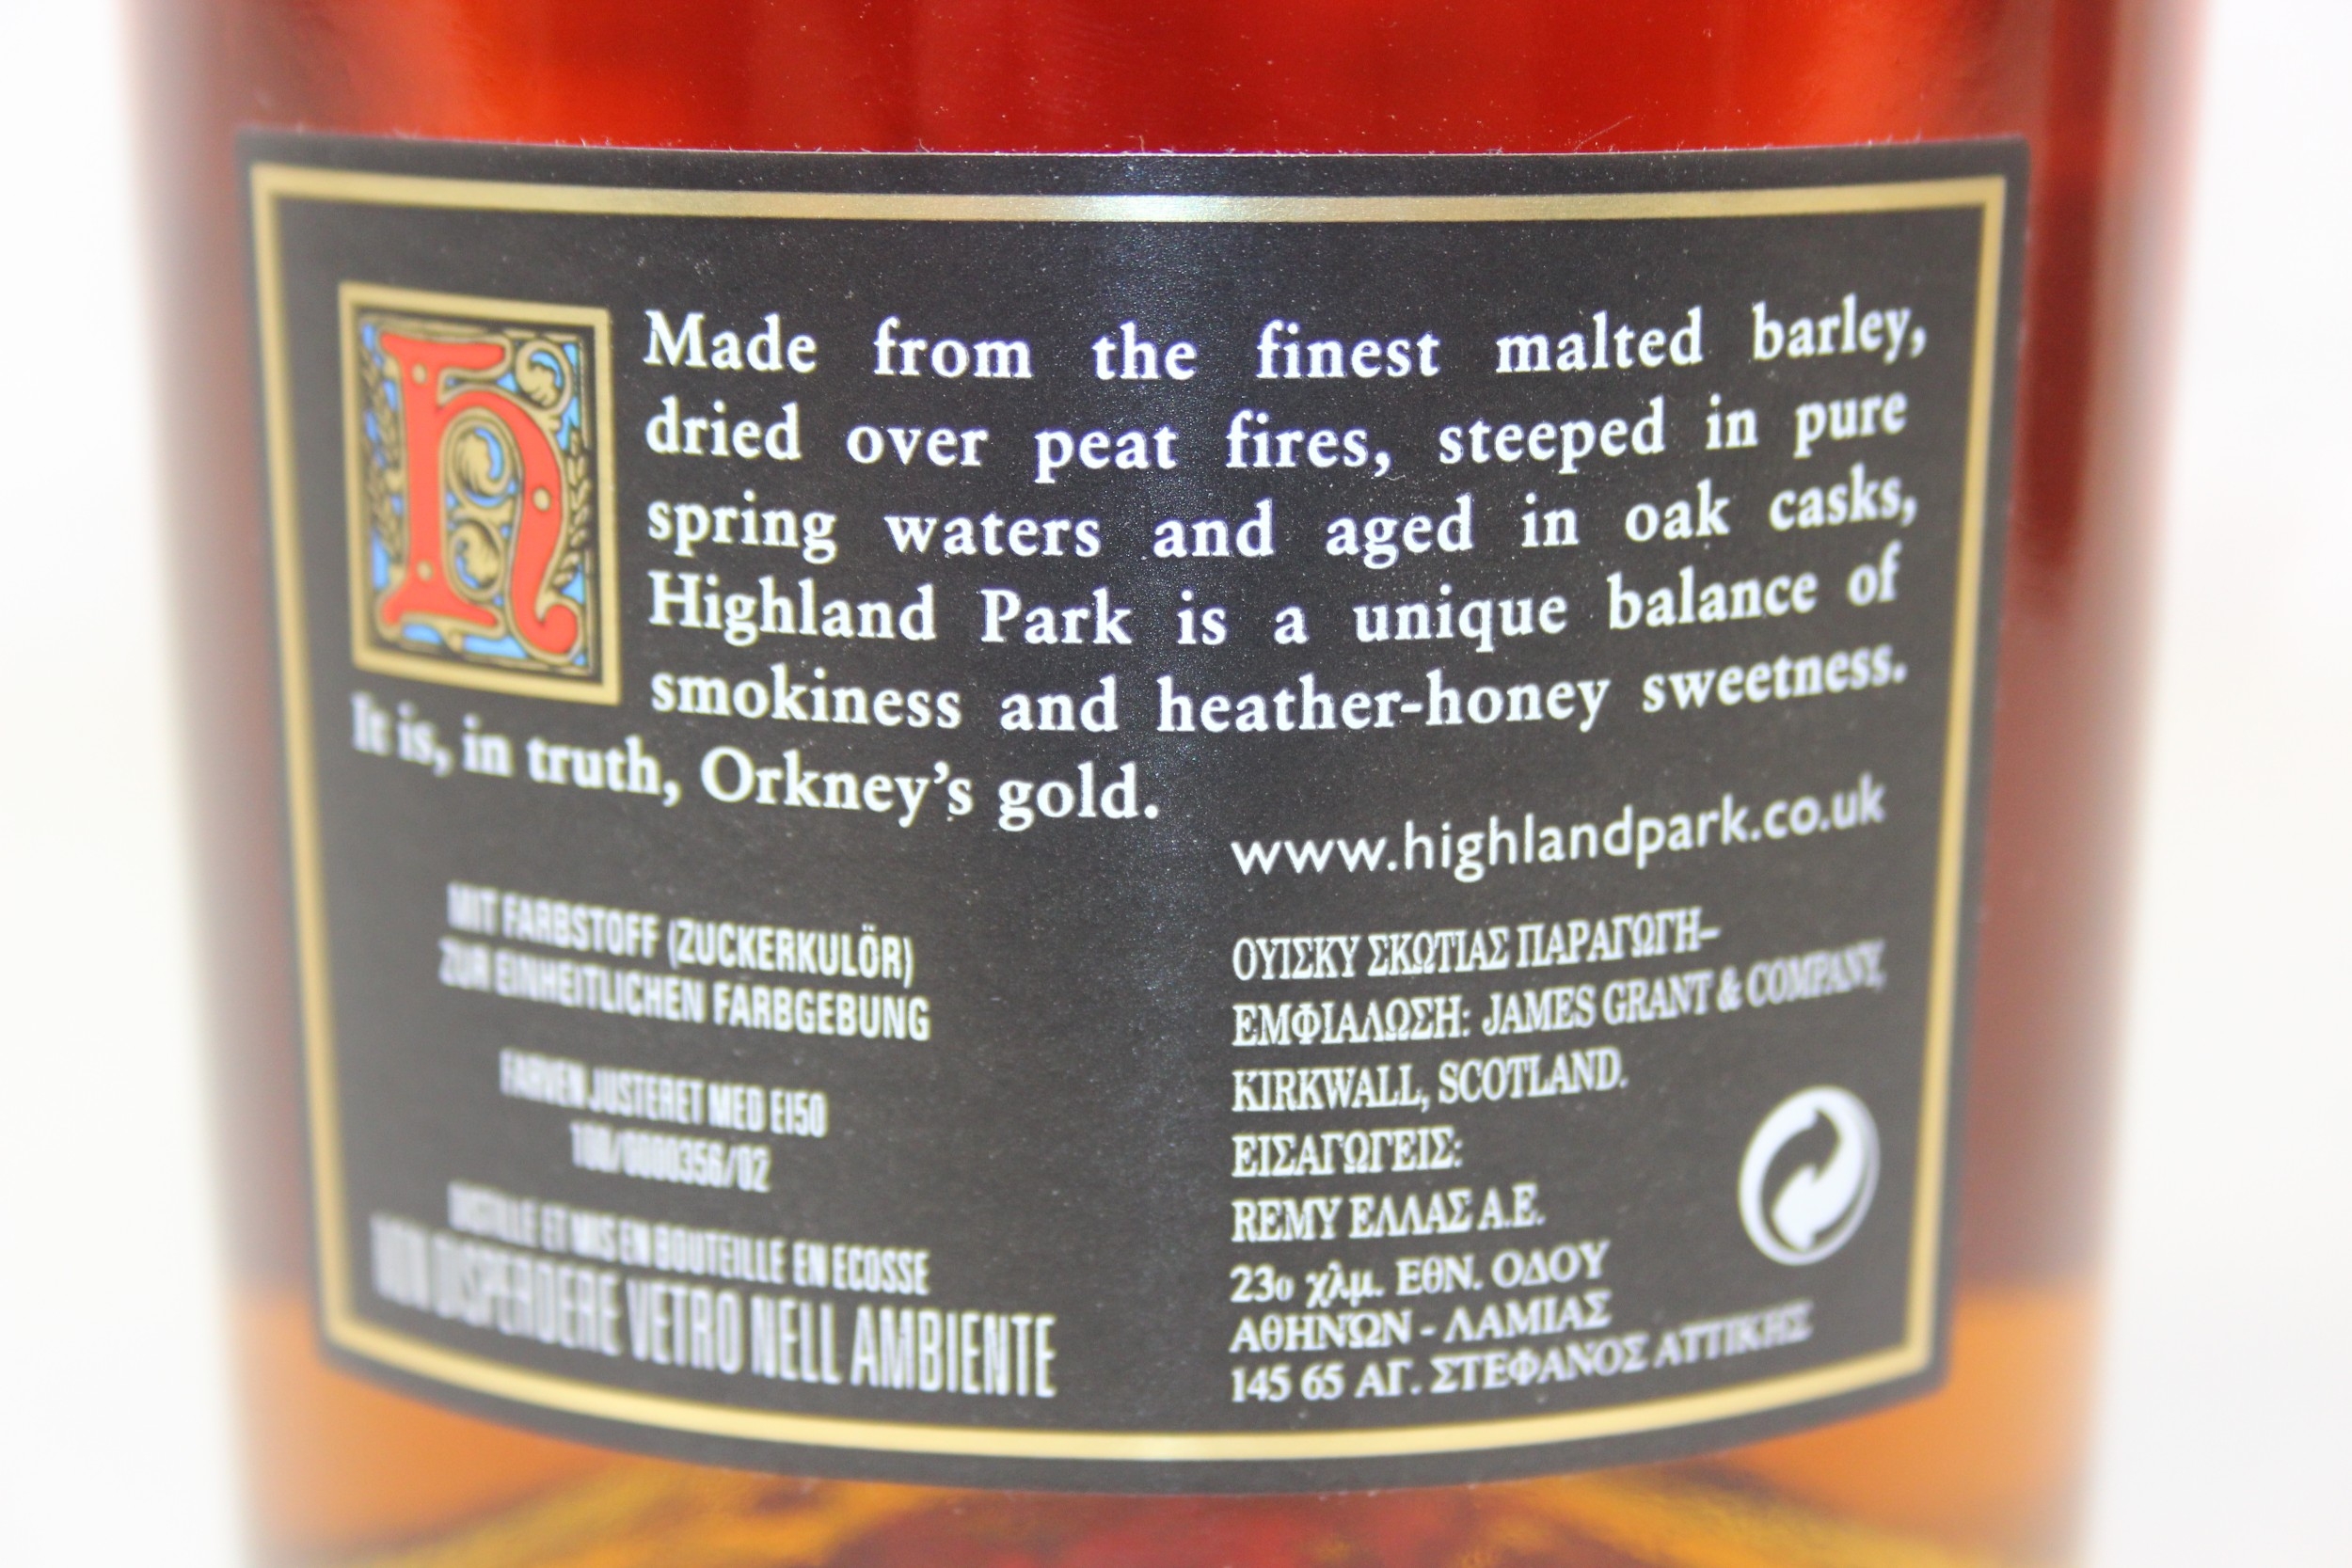 h
Made from the finest malted barley,
dried over peat fires, steeped in pure
spring waters and aged in oak casks,
Highland Park is a unique balance of
smokiness and heather-honey sweetness.
It is, in truth, Orkney’s gold.
www.highlandpark.co.uk
MIT FARBSTOFF (ZUCKERKULÖR)
ZUR EINHEITLICHEN FARBGEBUNG
FARVEN JUSTERET MED E150
100/0000356/02
DISTILLE ET MIS EN BOUTEILLE EN ECOSSE
NON DISPERDERE VETRO NELL AMBIENTE
ΟΥΙΣΚΥ ΣΚΩΤΙΑΣ ΠΑΡΑΓΩΓΗ–
ΕΜΦΙΑΛΩΣΗ: JAMES GRANT & COMPANY,
KIRKWALL, SCOTLAND.
ΕΙΣΑΓΩΓΕΙΣ:
REMY ΕΛΛΑΣ Α.Ε.
23ο χλμ. ΕΘΝ. ΟΔΟΥ
ΑΘΗΝΩΝ - ΛΑΜΙΑΣ
145 65 ΑΓ. ΣΤΕΦΑΝΟΣ ΑΤΤΙΚΗΣ